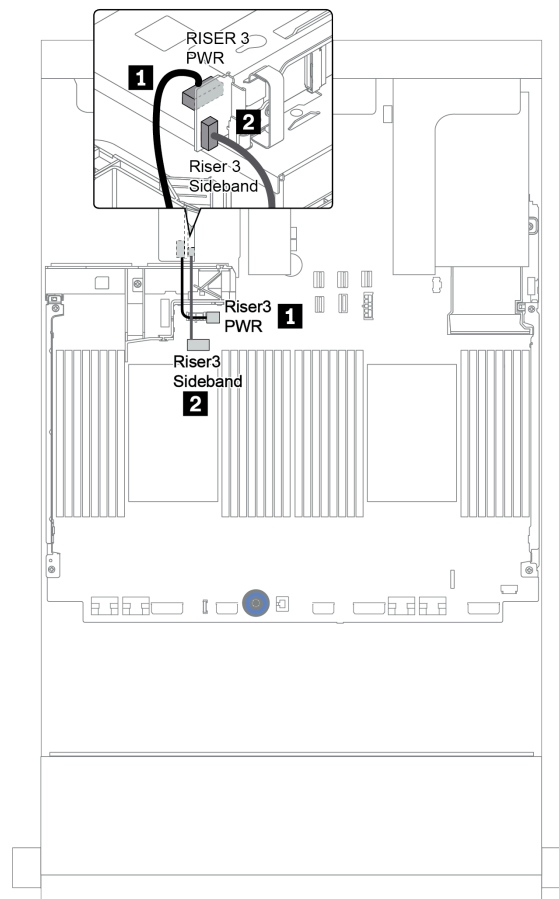 RISER 3
PWR
1
2
Riser 3
Sideband
Riser3
PWR
1
Riser3
Sideband
2